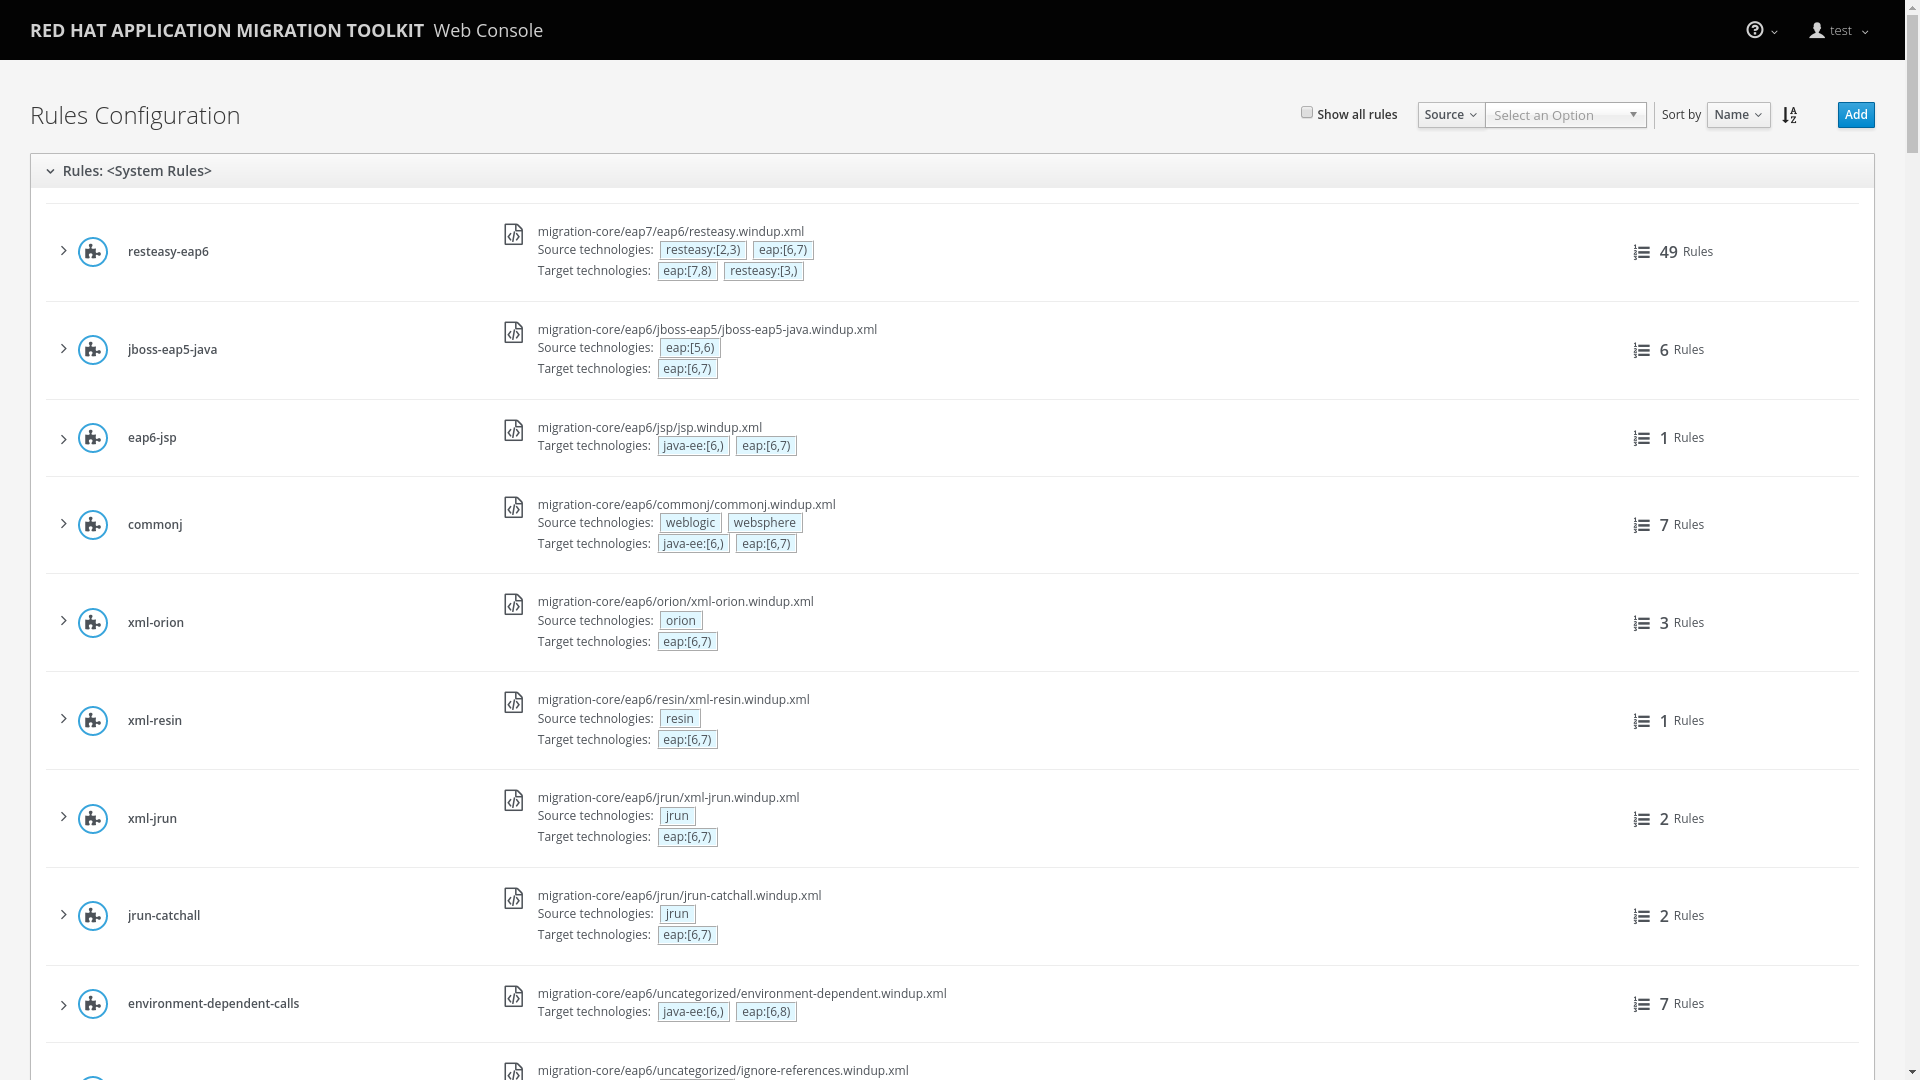 RED HAT APPLICATION MIGRATION TOOLKIT Web Console
test
Rules Configuration
Show all rules
Source
Select an Option
Sort by
Name
Add
Rules: <System Rules>
resteasy-eap6
migration-core/eap7/eap6/resteasy.windup.xml
Source technologies: resteasy:[2,3) eap:[6,7)
Target technologies: eap:[7,8) resteasy:[3,)
49 Rules
jboss-eap5-java
migration-core/eap6/jboss-eap5/jboss-eap5-java.windup.xml
Source technologies: eap:[5,6)
Target technologies: eap:[6,7)
6 Rules
eap6-jsp
migration-core/eap6/jsp/jsp.windup.xml
Target technologies: java-ee:[6,) eap:[6,7)
1 Rules
commonj
migration-core/eap6/commonj/commonj.windup.xml
Source technologies: weblogic websphere
Target technologies: java-ee:[6,) eap:[6,7)
7 Rules
xml-orion
migration-core/eap6/orion/xml-orion.windup.xml
Source technologies: orion
Target technologies: eap:[6,7)
3 Rules
xml-resin
migration-core/eap6/resin/xml-resin.windup.xml
Source technologies: resin
Target technologies: eap:[6,7)
1 Rules
xml-jrun
migration-core/eap6/jrun/xml-jrun.windup.xml
Source technologies: jrun
Target technologies: eap:[6,7)
2 Rules
jrun-catchall
migration-core/eap6/jrun/jrun-catchall.windup.xml
Source technologies: jrun
Target technologies: eap:[6,7)
2 Rules
environment-dependent-calls
migration-core/eap6/uncategorized/environment-dependent.windup.xml
Target technologies: java-ee:[6,) eap:[6,8)
7 Rules
migration-core/eap6/uncategorized/ignore-references.windup.xml